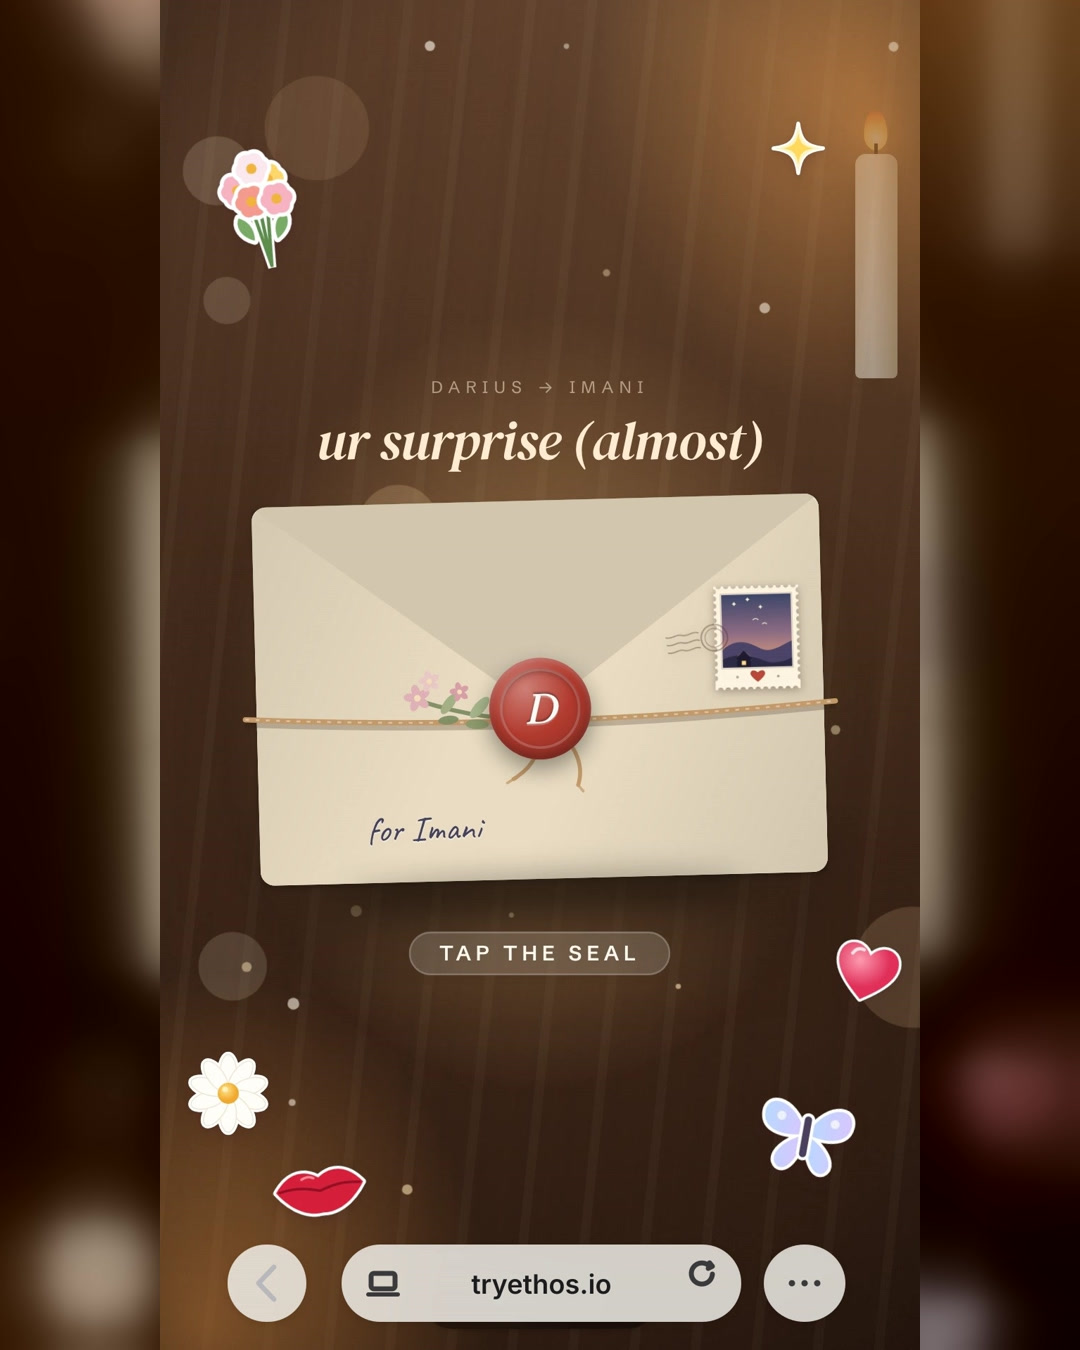 DARIUS → IMANI
ur surprise (almost)
D
for Imani
TAP THE SEAL
tryethos.io